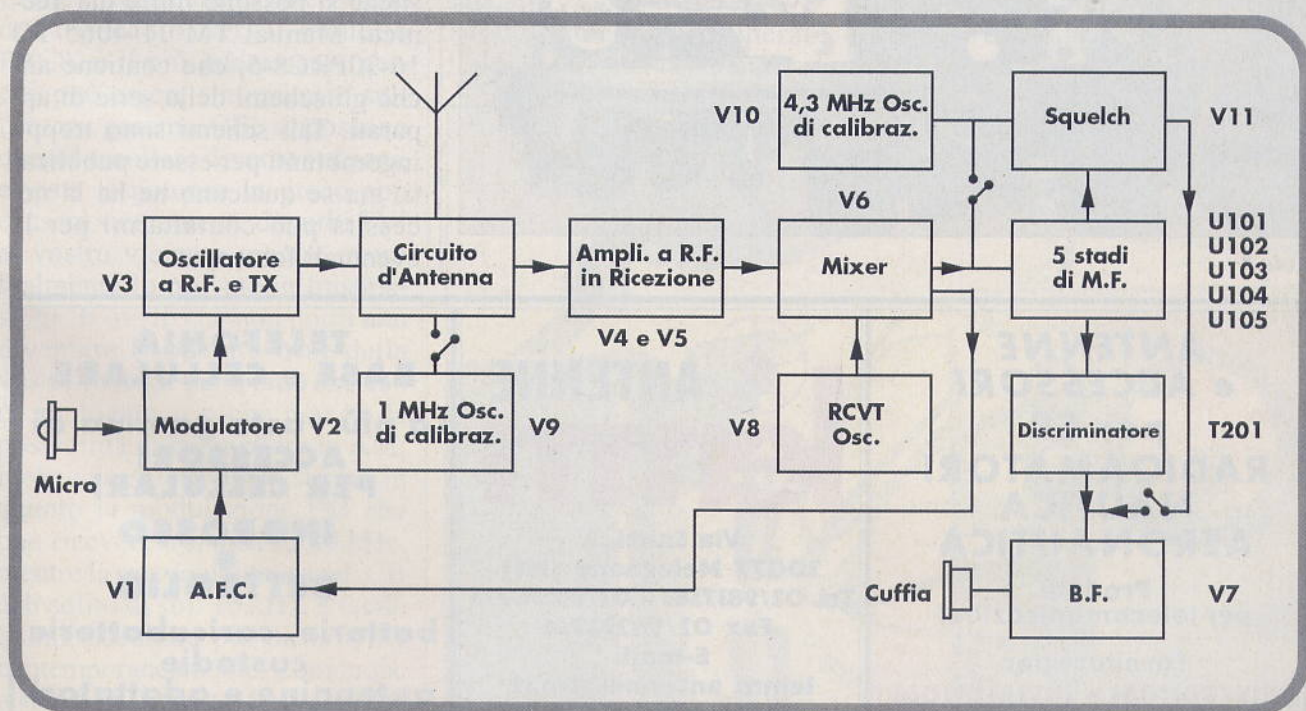 V10
4,3 MHz Osc.
di calibraz.
Squelch
V11
V6
V3
Oscillatore
a R.F. e TX
Circuito
d'Antenna
Ampli. a R.F.
in Ricezione
V4 e V5
Mixer
5 stadi
di M.F.
U101
U102
U103
U104
U105
Micro
Modulatore
V2
1 MHz Osc.
di calibraz.
V9
V8
RCVT
Osc.
Discriminatore
T201
V1
A.F.C.
Cuffia
B.F.
V7